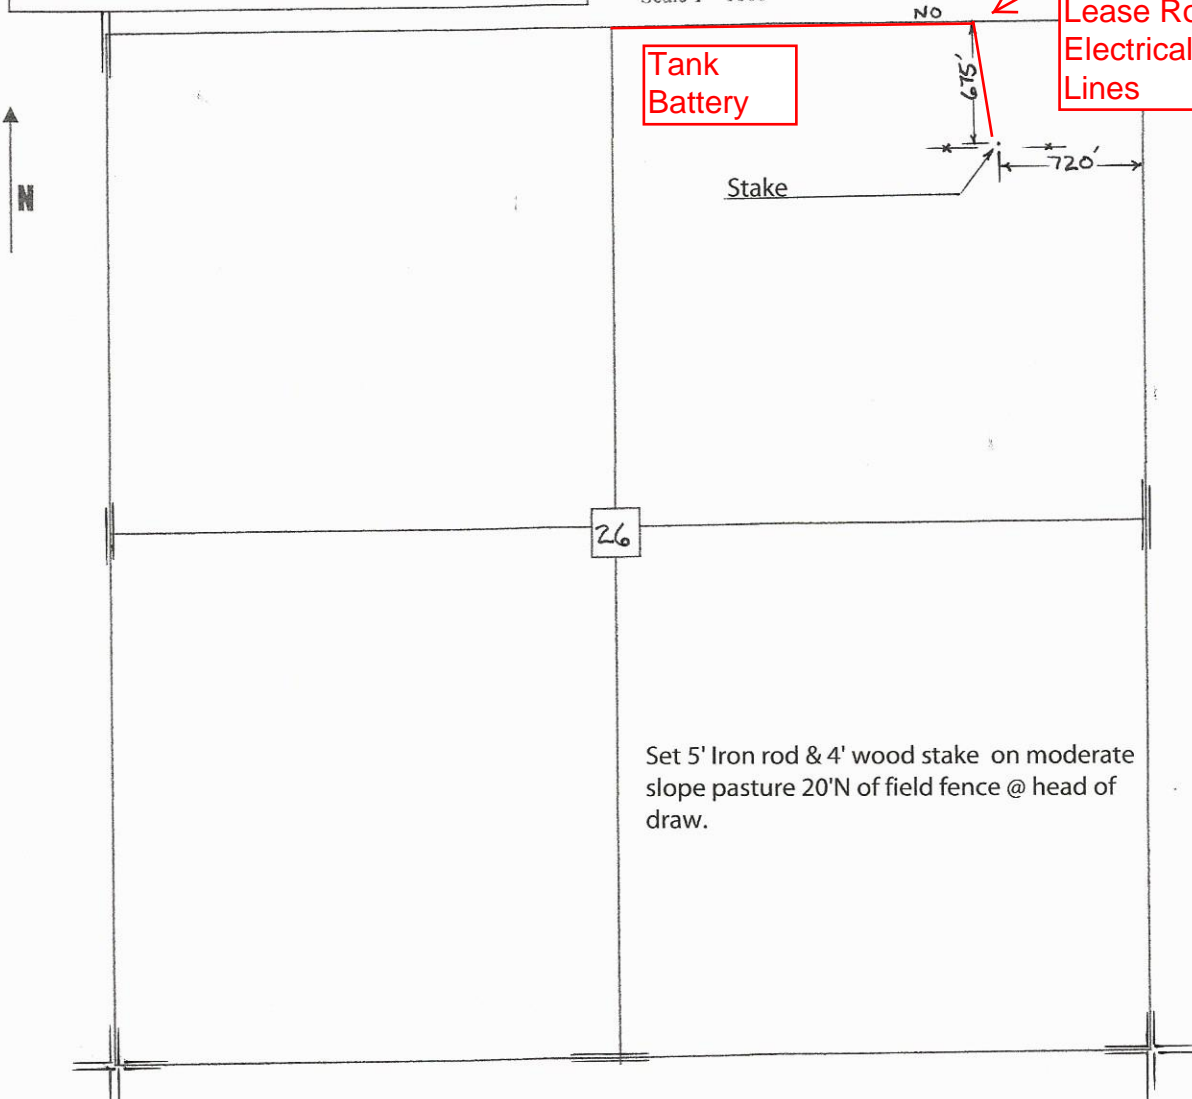 NO
Lease
Electrical
Lines
Tank
Battery
675'
720'
Stake
N
26
Set 5' Iron rod & 4' wood stake on moderate
slope pasture 20'N of field fence @ head of
draw.